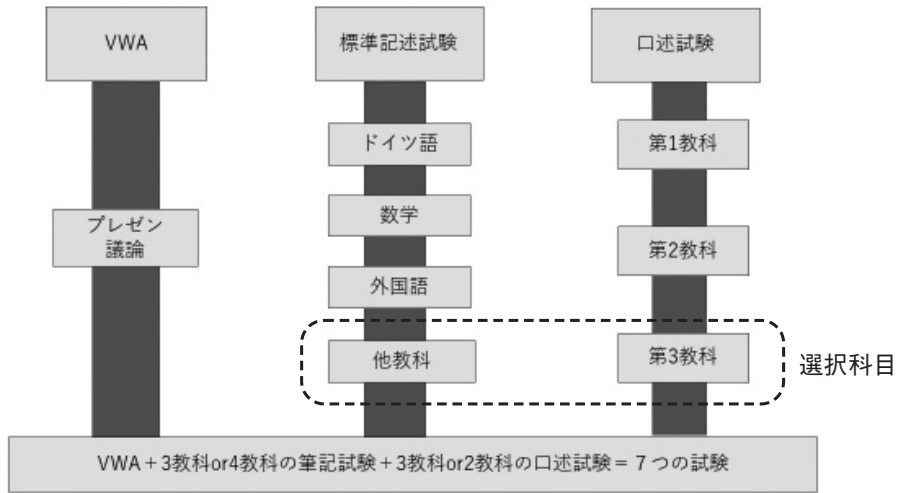 VWA
標準記述試験
口述試験
ドイツ語
第1教科
数学
プレゼン
議論
第2教科
外国語
他教科
第3教科
選択科目
VWA+3教科or4教科の筆記試験+3教科or2教科の口述試験=7つの試験